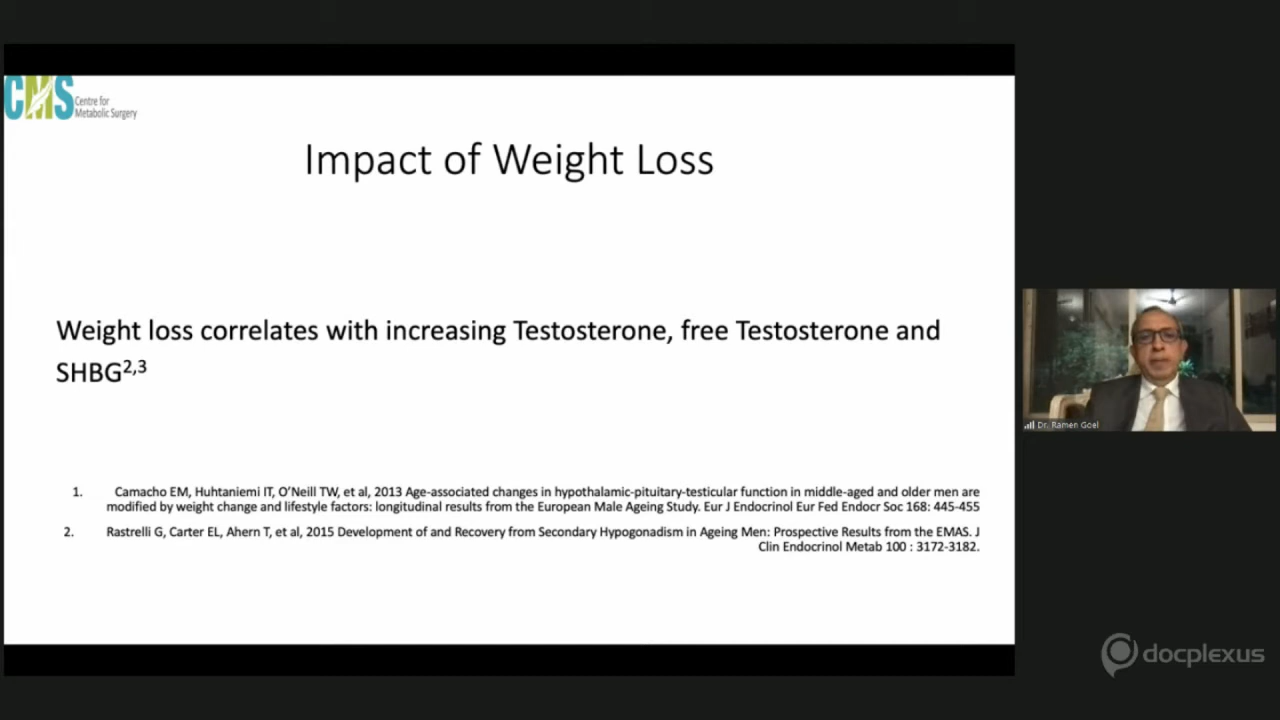 CMS Centre for
Metabolic Surgery
Impact of Weight Loss
Weight loss correlates with increasing Testosterone, free Testosterone and
SHBG2,3
1. Camacho EM, Huhtaniemi IT, O’Neill TW, et al, 2013 Age-associated changes in hypothalamic-pituitary-testicular function in middle-aged and older men are
modified by weight change and lifestyle factors: longitudinal results from the European Male Ageing Study. Eur J Endocrinol Eur Fed Endocr Soc 168: 445-455
2. Rastrelli G, Carter EL, Ahern T, et al, 2015 Development of and Recovery from Secondary Hypogonadism in Ageing Men: Prospective Results from the EMAS. J
Clin Endocrinol Metab 100 : 3172-3182.
Dr. Ramen Goel
docplexus